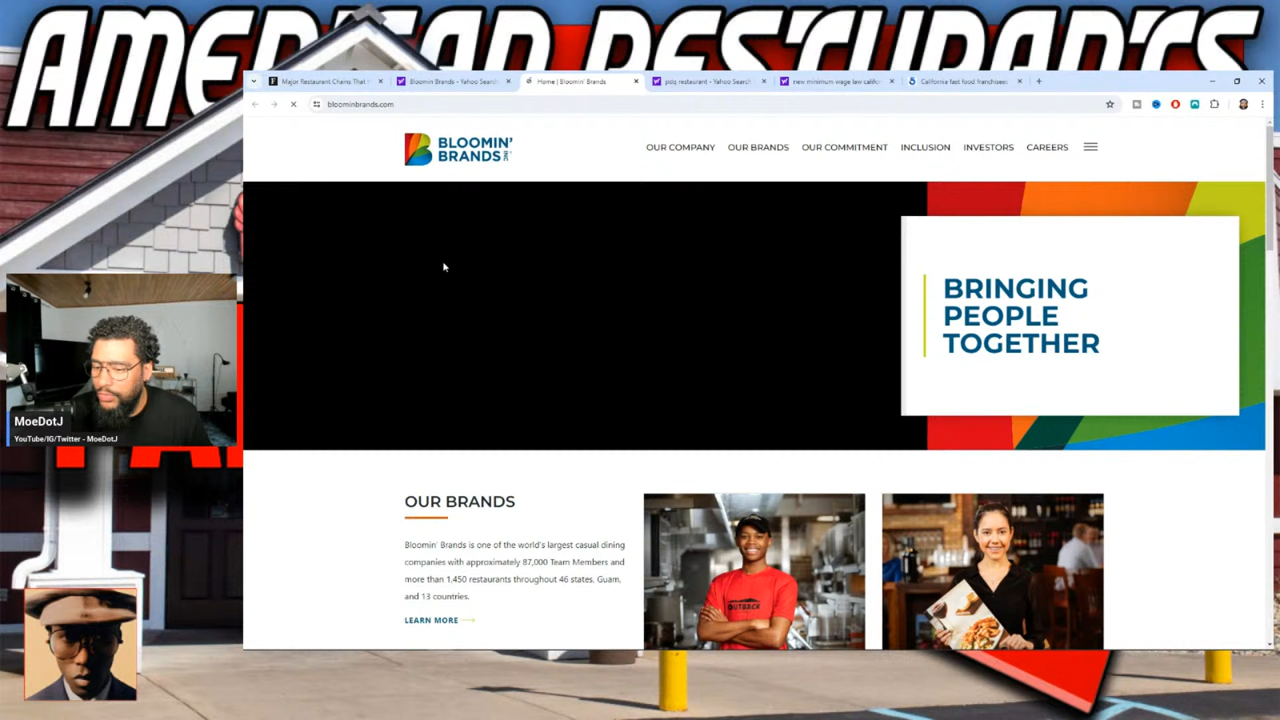 AMERICAN RESTURANTS
Major Restaurant Chains That
Bloomin Brands - Yahoo Search
Home | Bloomin' Brands
pdq restaurant - Yahoo Search
new minimum wage law califor
California fast food franchisees
bloominbrands.com
BLOOMIN'
BRANDS INC
OUR COMPANY
OUR BRANDS
OUR COMMITMENT
INCLUSION
INVESTORS
CAREERS
BRINGING
PEOPLE
TOGETHER
MoeDotJ
YouTube/IG/Twitter - MoeDotJ
OUR BRANDS
Bloomin' Brands is one of the world's largest casual dining
companies with approximately 87,000 Team Members and
more than 1,450 restaurants throughout 46 states, Guam,
and 13 countries.
LEARN MORE
OUTBACK